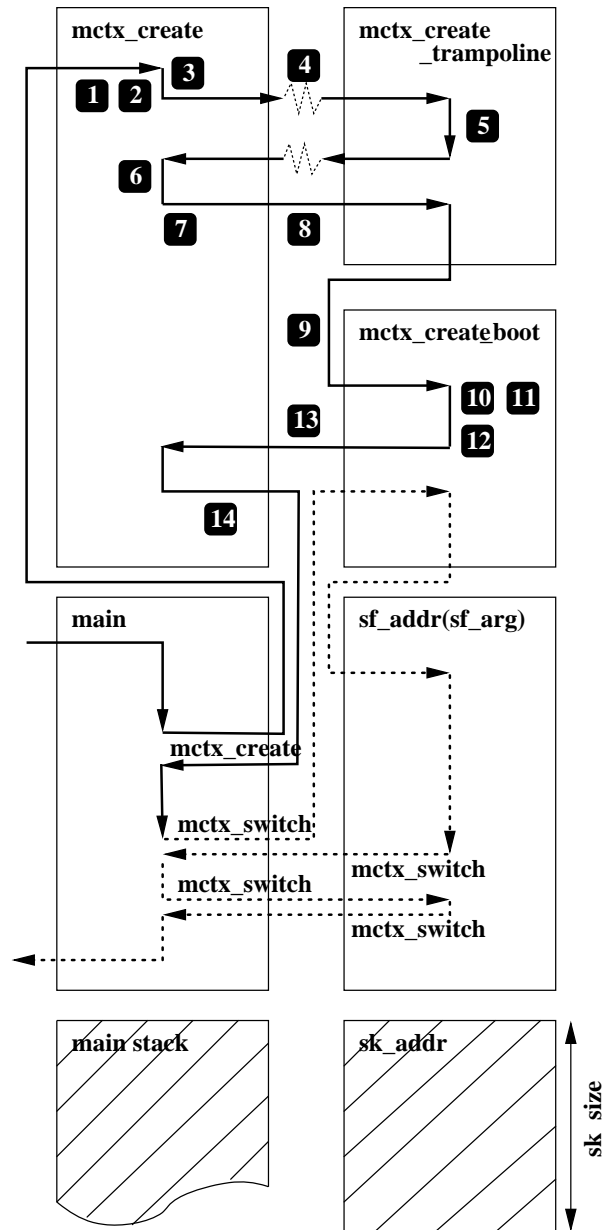 mctx_create
mctx_create
_trampoline
3
4
1 2
5
6
7
8
9
mctx_create_boot
10 11
13
12
14
main
sf_addr(sf_arg)
mctx_create
mctx_switch
mctx_switch
mctx_switch
mctx_switch
main stack
sk_addr
sk_size